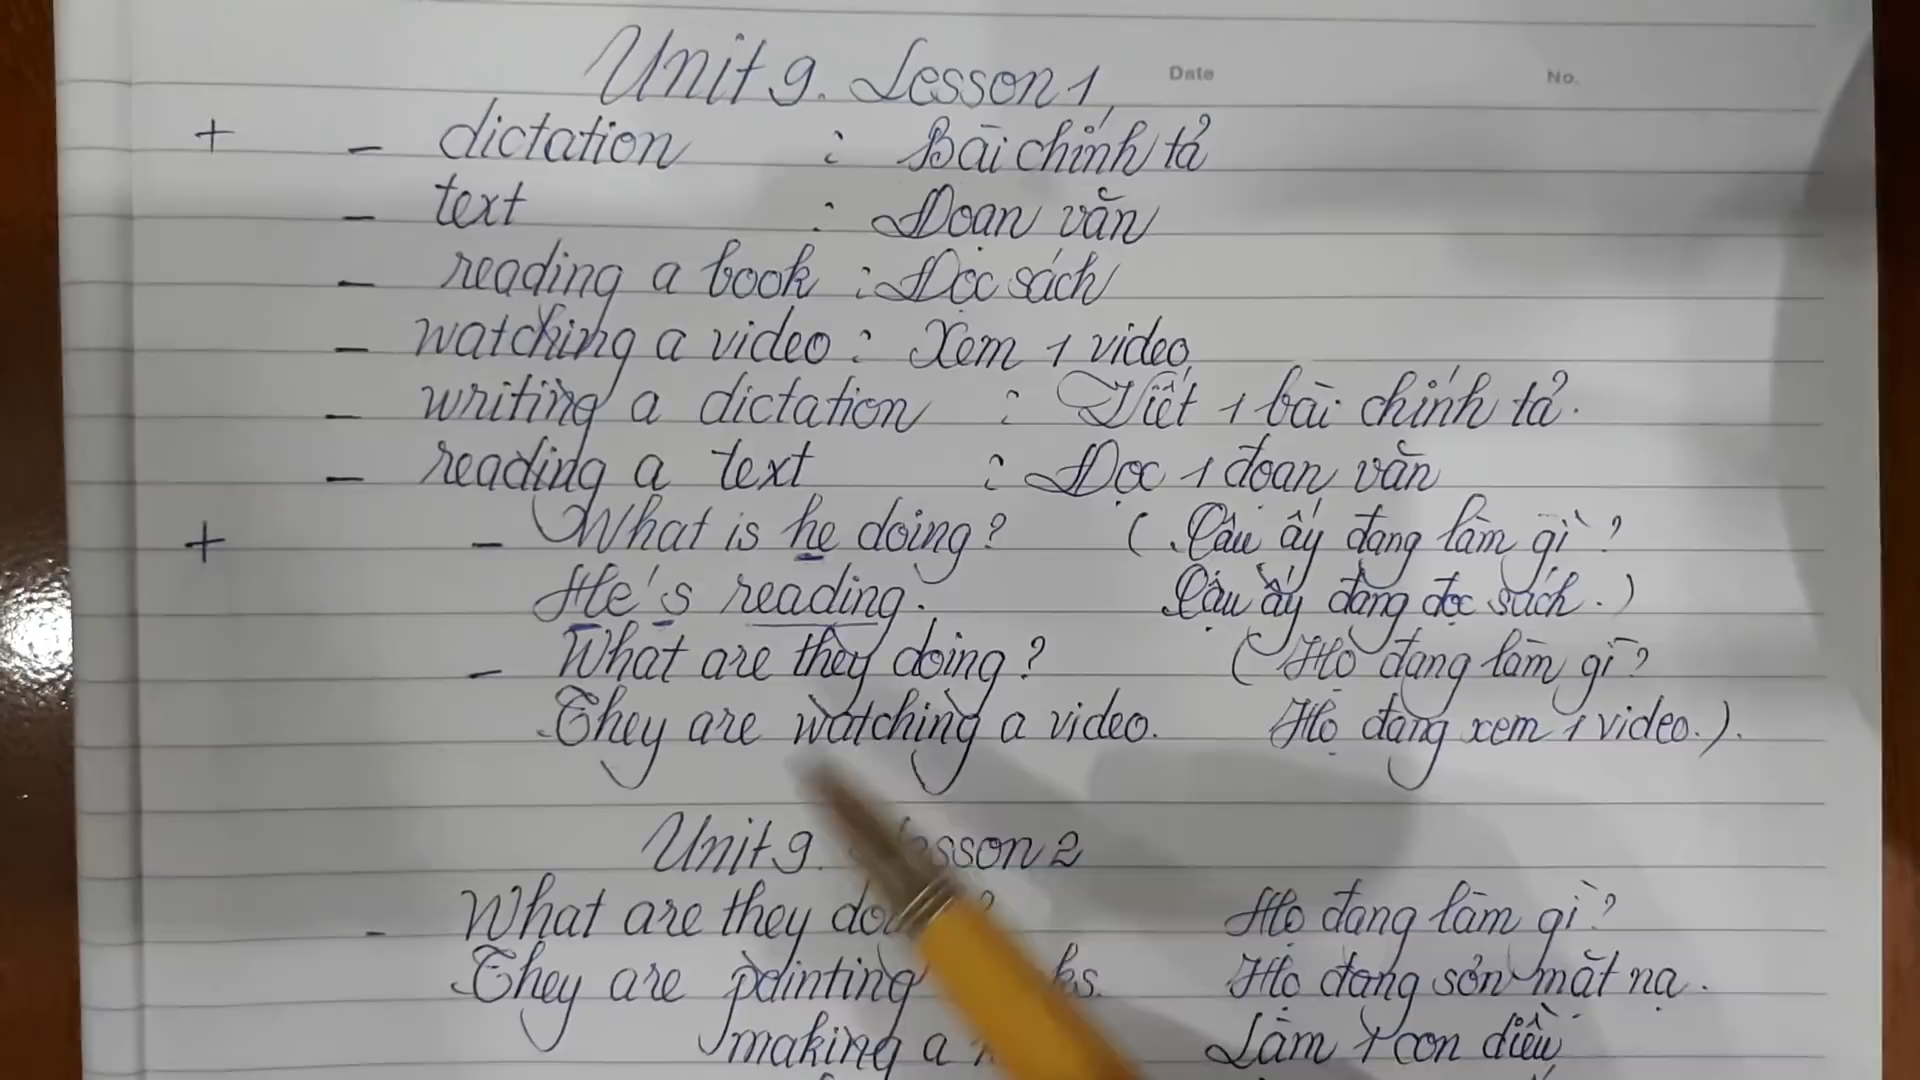 Unit 9. Lesson 1
Date No.
+ - dictation : Bài chính tả
- text : Đoạn văn
- reading a book : Đọc sách
- watching a video : Xem 1 video
- writing a dictation : Viết 1 bài chính tả.
- reading a text : Đọc 1 đoạn văn
+ - What is he doing? ( Cậu ấy đang làm gì?
He's reading. Cậu ấy đang đọc sách.)
- What are they doing? ( Họ đang làm gì?
They are watching a video. Họ đang xem 1 video.).
Unit 9. Lesson 2
- What are they ? Họ đang làm gì?
They are painting Họ đang sơn mặt nạ.
making a Làm 1 con diều